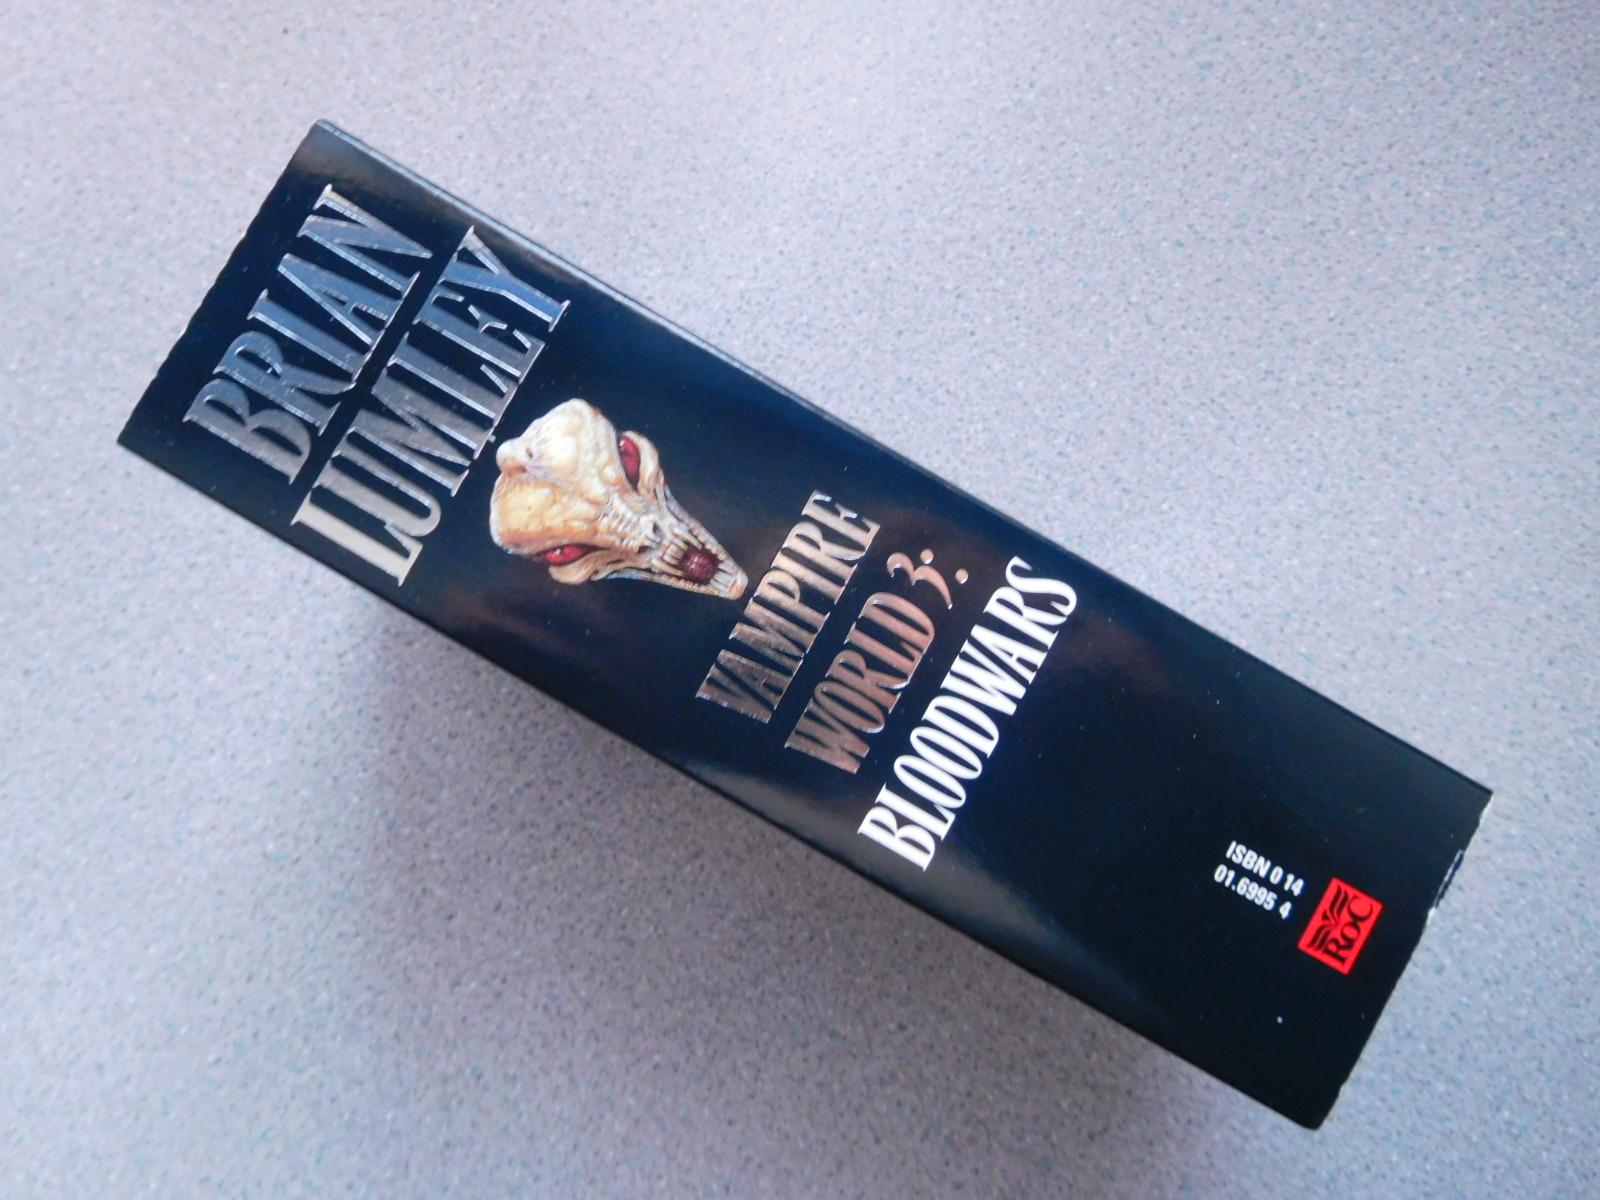 BRIAN
LUMLEY
VAMPIRE
WORLD 3:
BLOODWARS
ISBN 0 14
01.6995 4
ROC